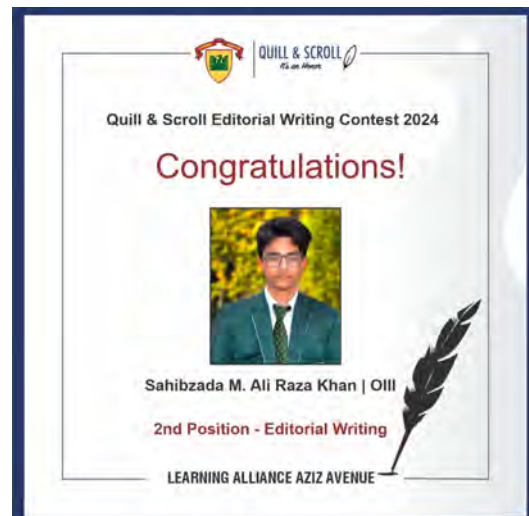 QUILL & SCROLL
It's an Honor
Quill & Scroll Editorial Writing Contest 2024
Congratulations!
Sahibzada M. Ali Raza Khan | OIII
2nd Position - Editorial Writing
LEARNING ALLIANCE AZIZ AVENUE